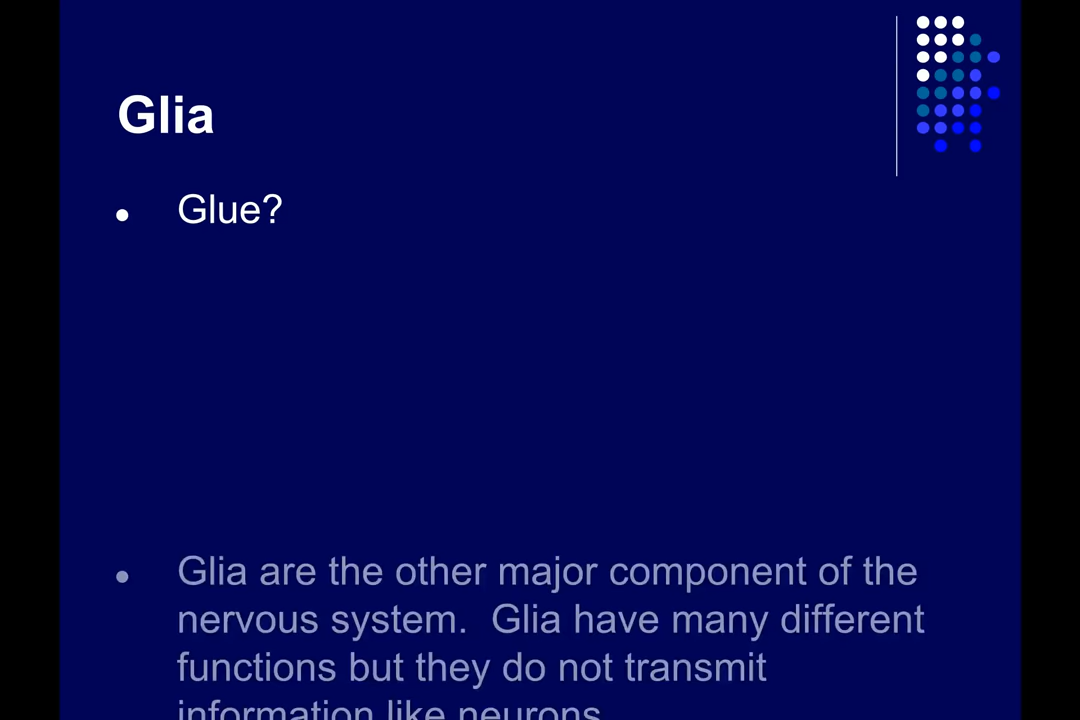 Glia
● Glue?
● Glia are the other major component of the
nervous system.  Glia have many different
functions but they do not transmit
information like neurons